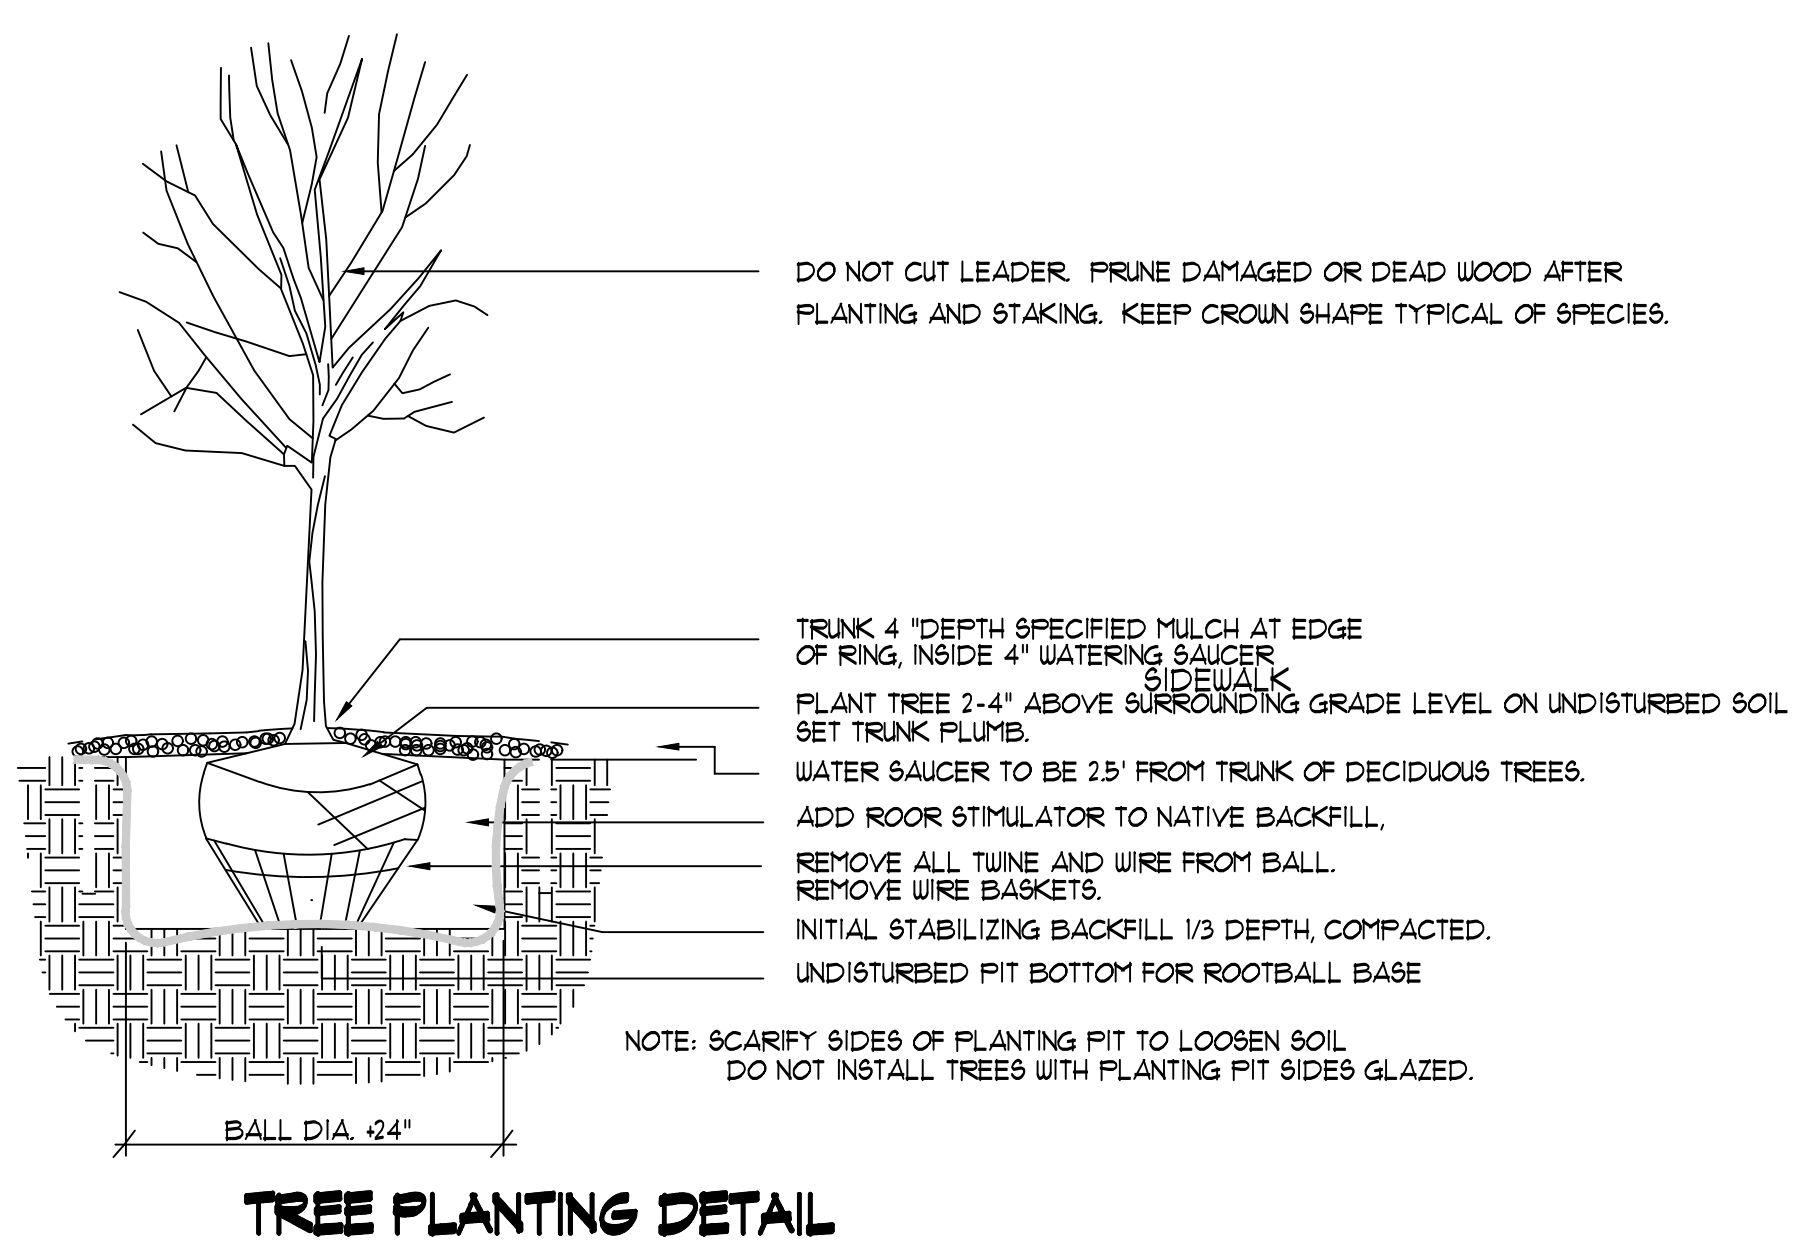 DO NOT CUT LEADER. PRUNE DAMAGED OR DEAD WOOD AFTER
PLANTING AND STAKING. KEEP CROWN SHAPE TYPICAL OF SPECIES.
TRUNK 4 "DEPTH SPECIFIED MULCH AT EDGE
OF RING, INSIDE 4" WATERING SAUCER
SIDEWALK
PLANT TREE 2-4" ABOVE SURROUNDING GRADE LEVEL ON UNDISTURBED SOIL
SET TRUNK PLUMB.
WATER SAUCER TO BE 2.5' FROM TRUNK OF DECIDUOUS TREES.
ADD ROOR STIMULATOR TO NATIVE BACKFILL,
REMOVE ALL TWINE AND WIRE FROM BALL.
REMOVE WIRE BASKETS.
INITIAL STABILIZING BACKFILL 1/3 DEPTH, COMPACTED.
UNDISTURBED PIT BOTTOM FOR ROOTBALL BASE
NOTE: SCARIFY SIDES OF PLANTING PIT TO LOOSEN SOIL
DO NOT INSTALL TREES WITH PLANTING PIT SIDES GLAZED.
BALL DIA. +24"
TREE PLANTING DETAIL